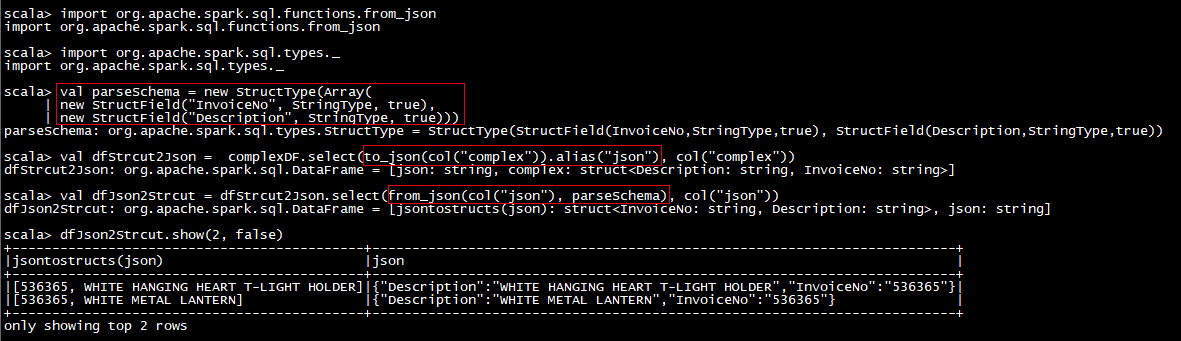 scala> import org.apache.spark.sql.functions.from_json
import org.apache.spark.sql.functions.from_json
scala> import org.apache.spark.sql.types._
import org.apache.spark.sql.types._
scala> val parseSchema = new StructType(Array(
     | new StructField("InvoiceNo", StringType, true),
     | new StructField("Description", StringType, true)))
parseSchema: org.apache.spark.sql.types.StructType = StructType(StructField(InvoiceNo,StringType,true), StructField(Description,StringType,true))
scala> val dfStrcut2Json =  complexDF.select(to_json(col("complex")).alias("json"), col("complex"))
dfStrcut2Json: org.apache.spark.sql.DataFrame = [json: string, complex: struct<Description: string, InvoiceNo: string>]
scala> val dfJson2Strcut = dfStrcut2Json.select(from_json(col("json"), parseSchema), col("json"))
dfJson2Strcut: org.apache.spark.sql.DataFrame = [jsontostructs(json): struct<InvoiceNo: string, Description: string>, json: string]
scala> dfJson2Strcut.show(2, false)
+--------------------------------------------+-------------------------------------------------------------------------+
|jsontostructs(json)                         |json                                                                     |
+--------------------------------------------+-------------------------------------------------------------------------+
|[536365, WHITE HANGING HEART T-LIGHT HOLDER]|{"Description":"WHITE HANGING HEART T-LIGHT HOLDER","InvoiceNo":"536365"}|
|[536365, WHITE METAL LANTERN]               |{"Description":"WHITE METAL LANTERN","InvoiceNo":"536365"}               |
+--------------------------------------------+-------------------------------------------------------------------------+
only showing top 2 rows